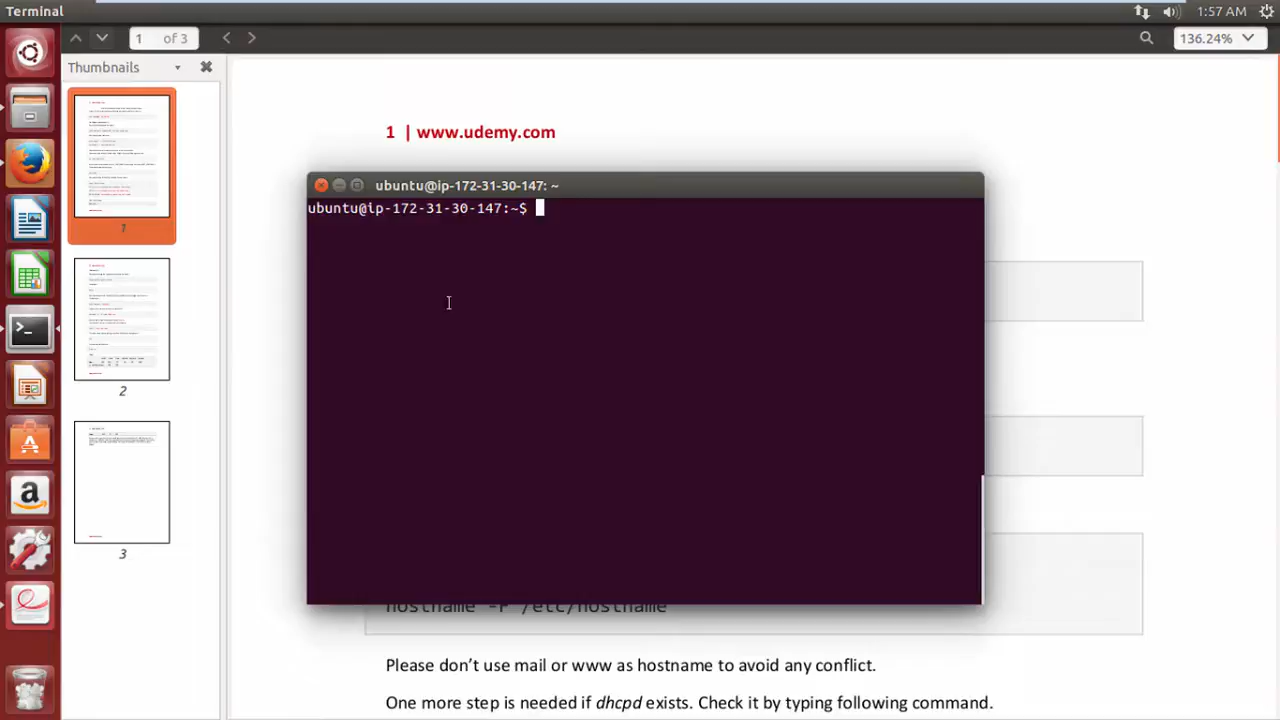 Terminal
1:57 AM
1 of 3
136.24%
Thumbnails
1 | www.udemy.com
ubuntu@ip-172-31-30-147: ~
ubuntu@ip-172-31-30-147:~$
1
2
3
hostname -F /etc/hostname
Please don't use mail or www as hostname to avoid any conflict.
One more step is needed if dhcpd exists. Check it by typing following command.